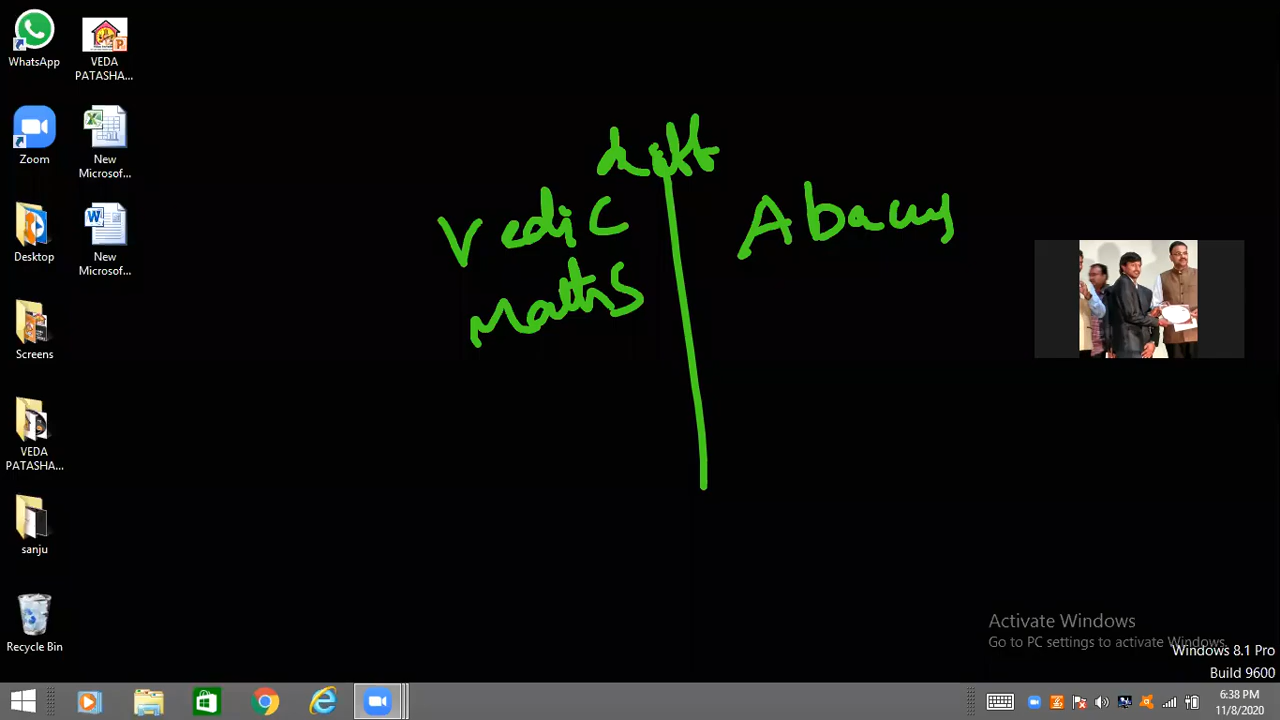 WhatsApp
VEDA
PATASHA...
Zoom
New
Microsof...
Desktop
New
Microsof...
Screens
VEDA
PATASHA...
sanju
Recycle Bin
diff
Vedic
Maths
Abacus
Activate Windows
Go to PC settings to activate Windows.
Windows 8.1 Pro
Build 9600
6:38 PM
11/8/2020